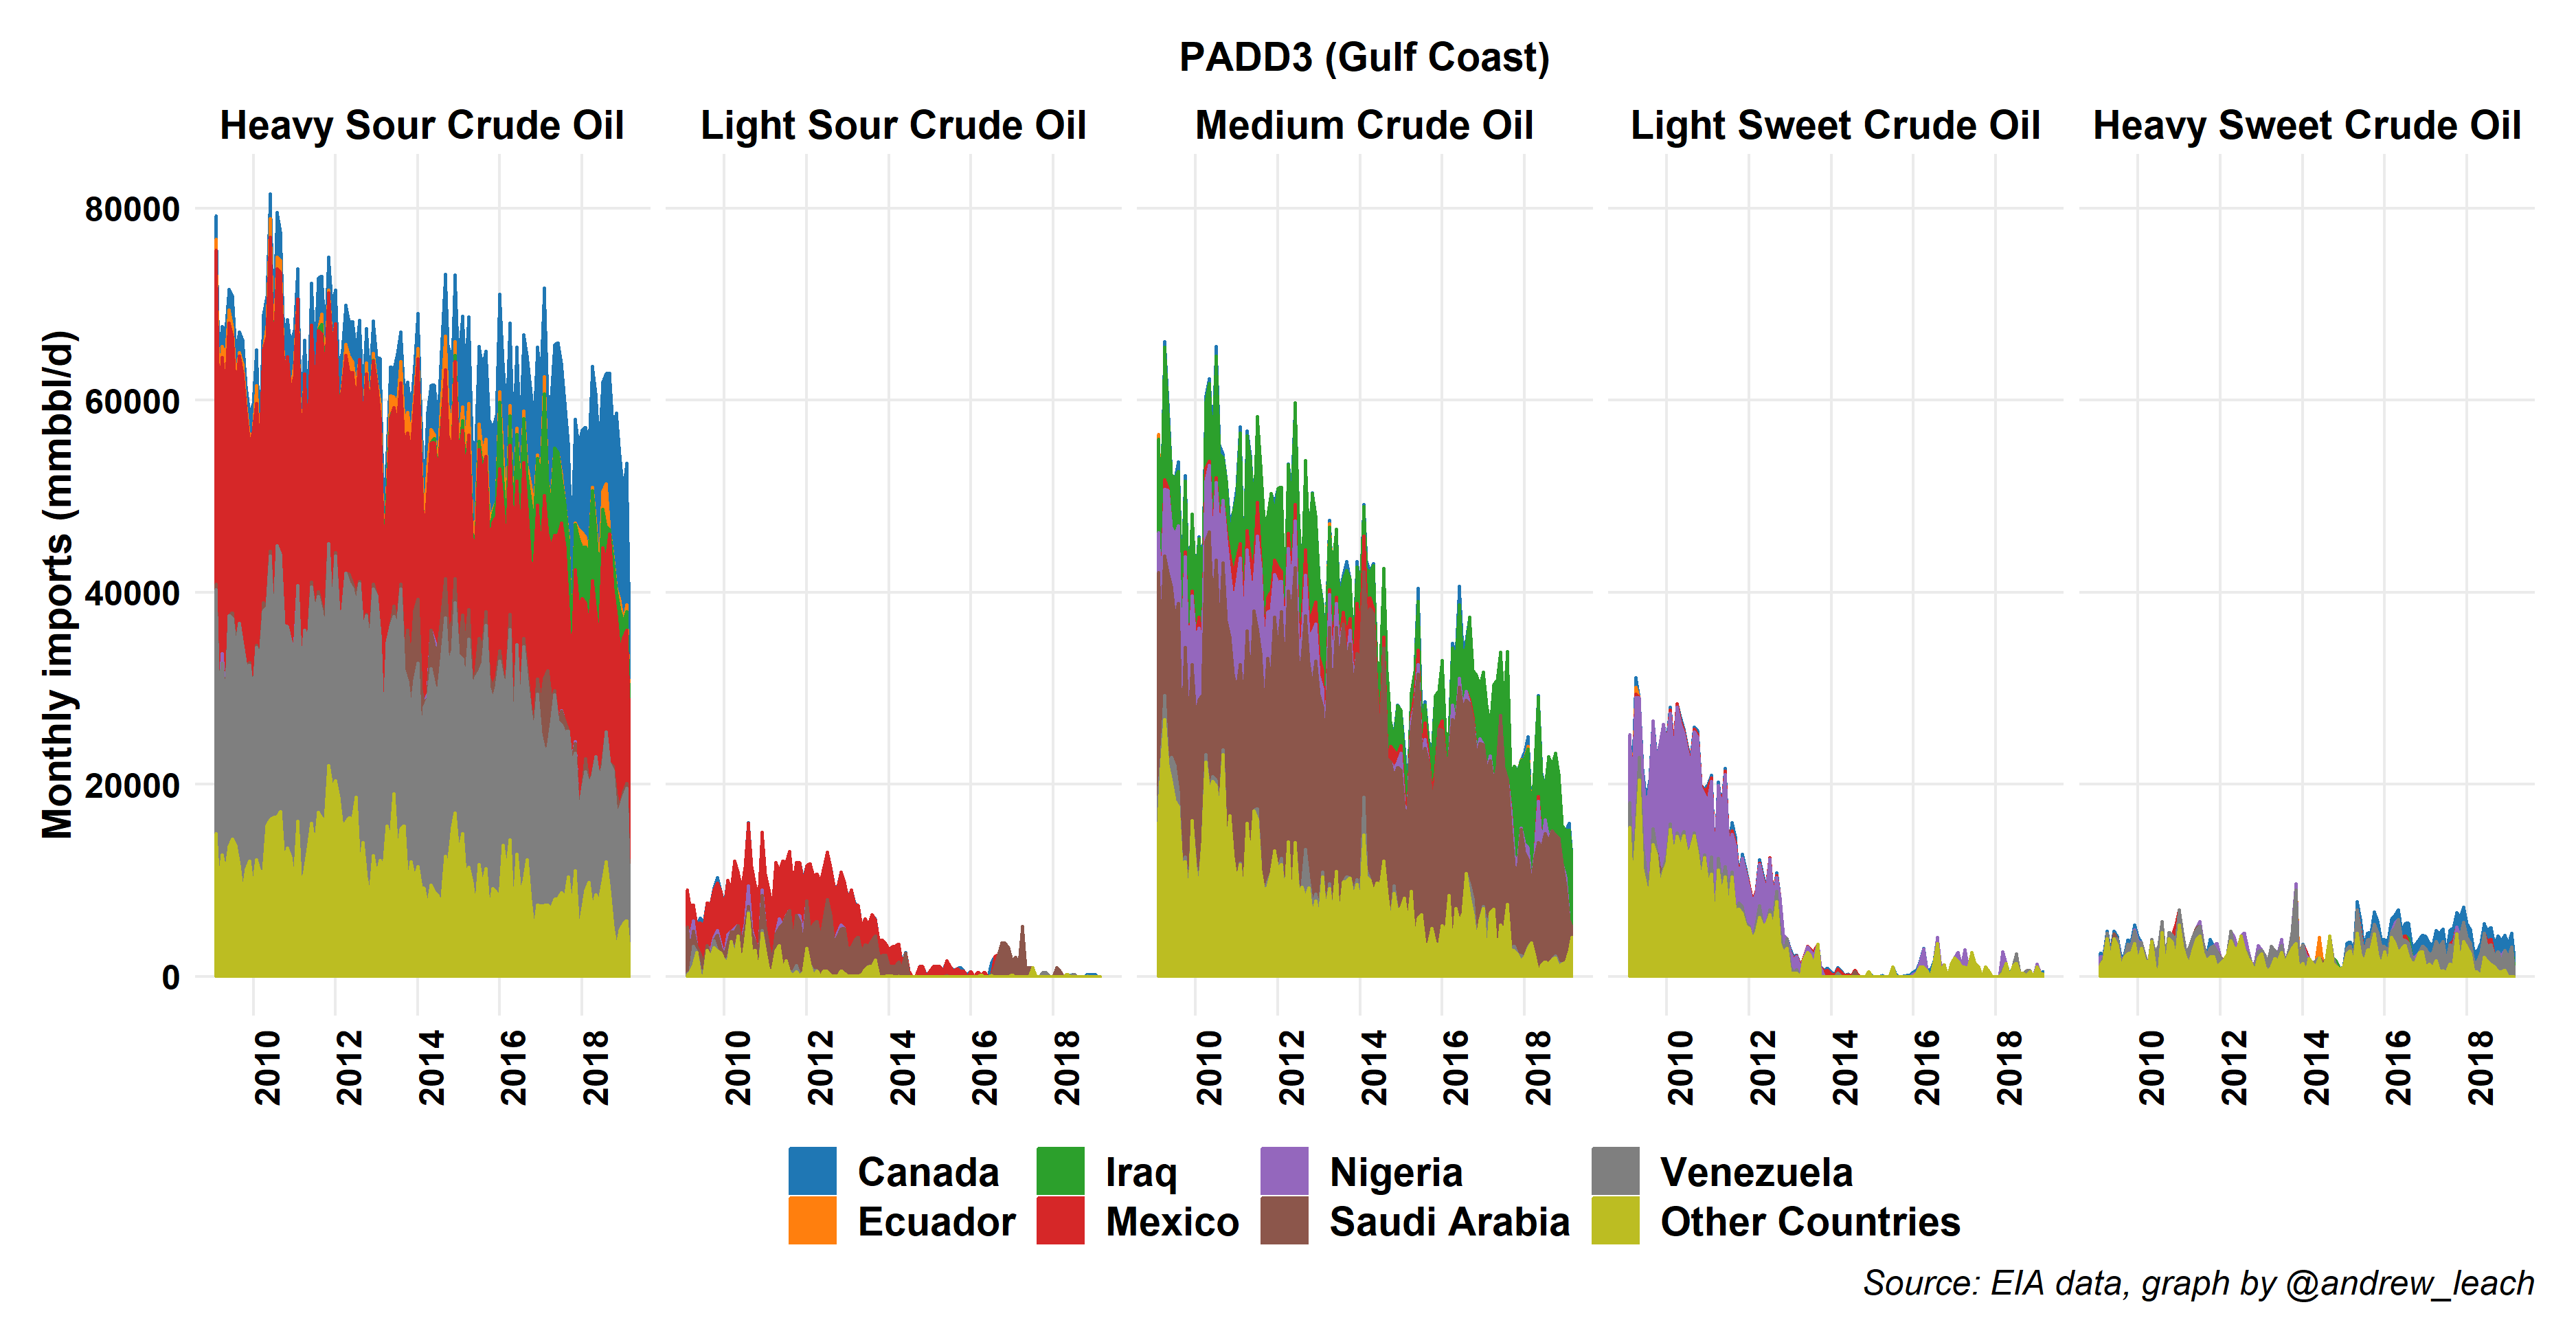 PADD3 (Gulf Coast)
Heavy Sour Crude Oil
Light Sour Crude Oil
Medium Crude Oil
Light Sweet Crude Oil
Heavy Sweet Crude Oil
Monthly imports (mmbbl/d)
80000
60000
40000
20000
0
2010 2012 2014 2016 2018
2010 2012 2014 2016 2018
2010 2012 2014 2016 2018
2010 2012 2014 2016 2018
2010 2012 2014 2016 2018
Canada Iraq Nigeria Venezuela
Ecuador Mexico Saudi Arabia Other Countries
Source: EIA data, graph by @andrew_leach